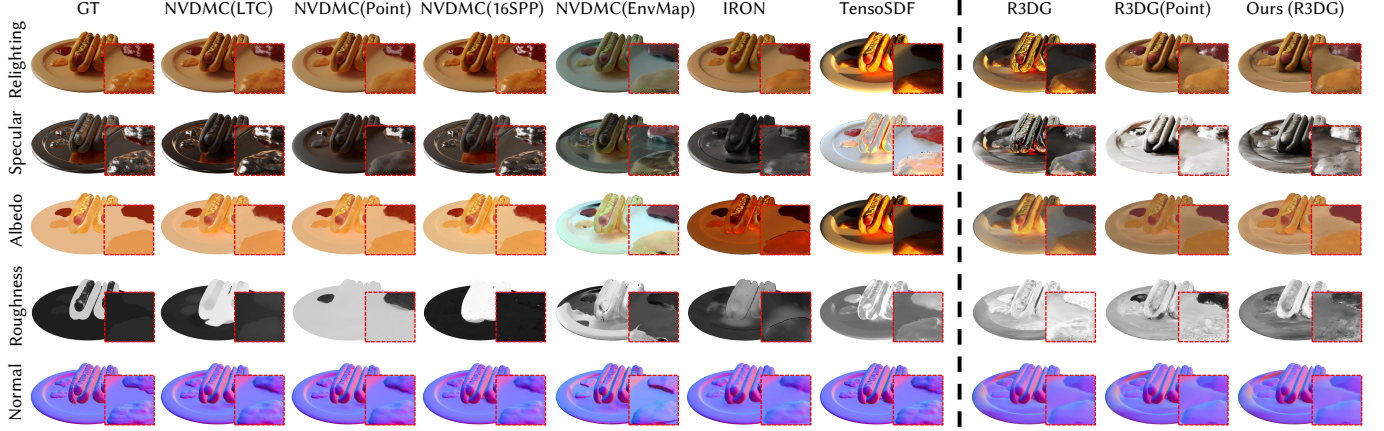 GT NVDMC(LTC) NVDMC(Point) NVDMC(16SPP) NVDMC(EnvMap) IRON TensoSDF R3DG R3DG(Point) Ours (R3DG)
Relighting
Specular
Albedo
Roughness
Normal